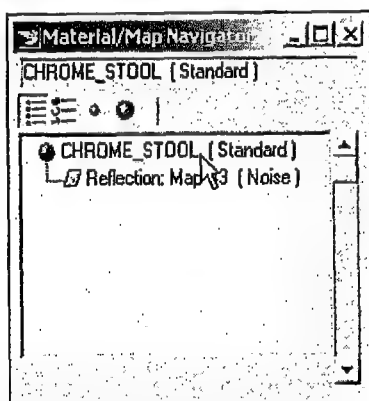 Material/Map Navigator
CHROME_STOOL (Standard)
CHROME_STOOL (Standard)
Reflection: Map #3 (Noise)